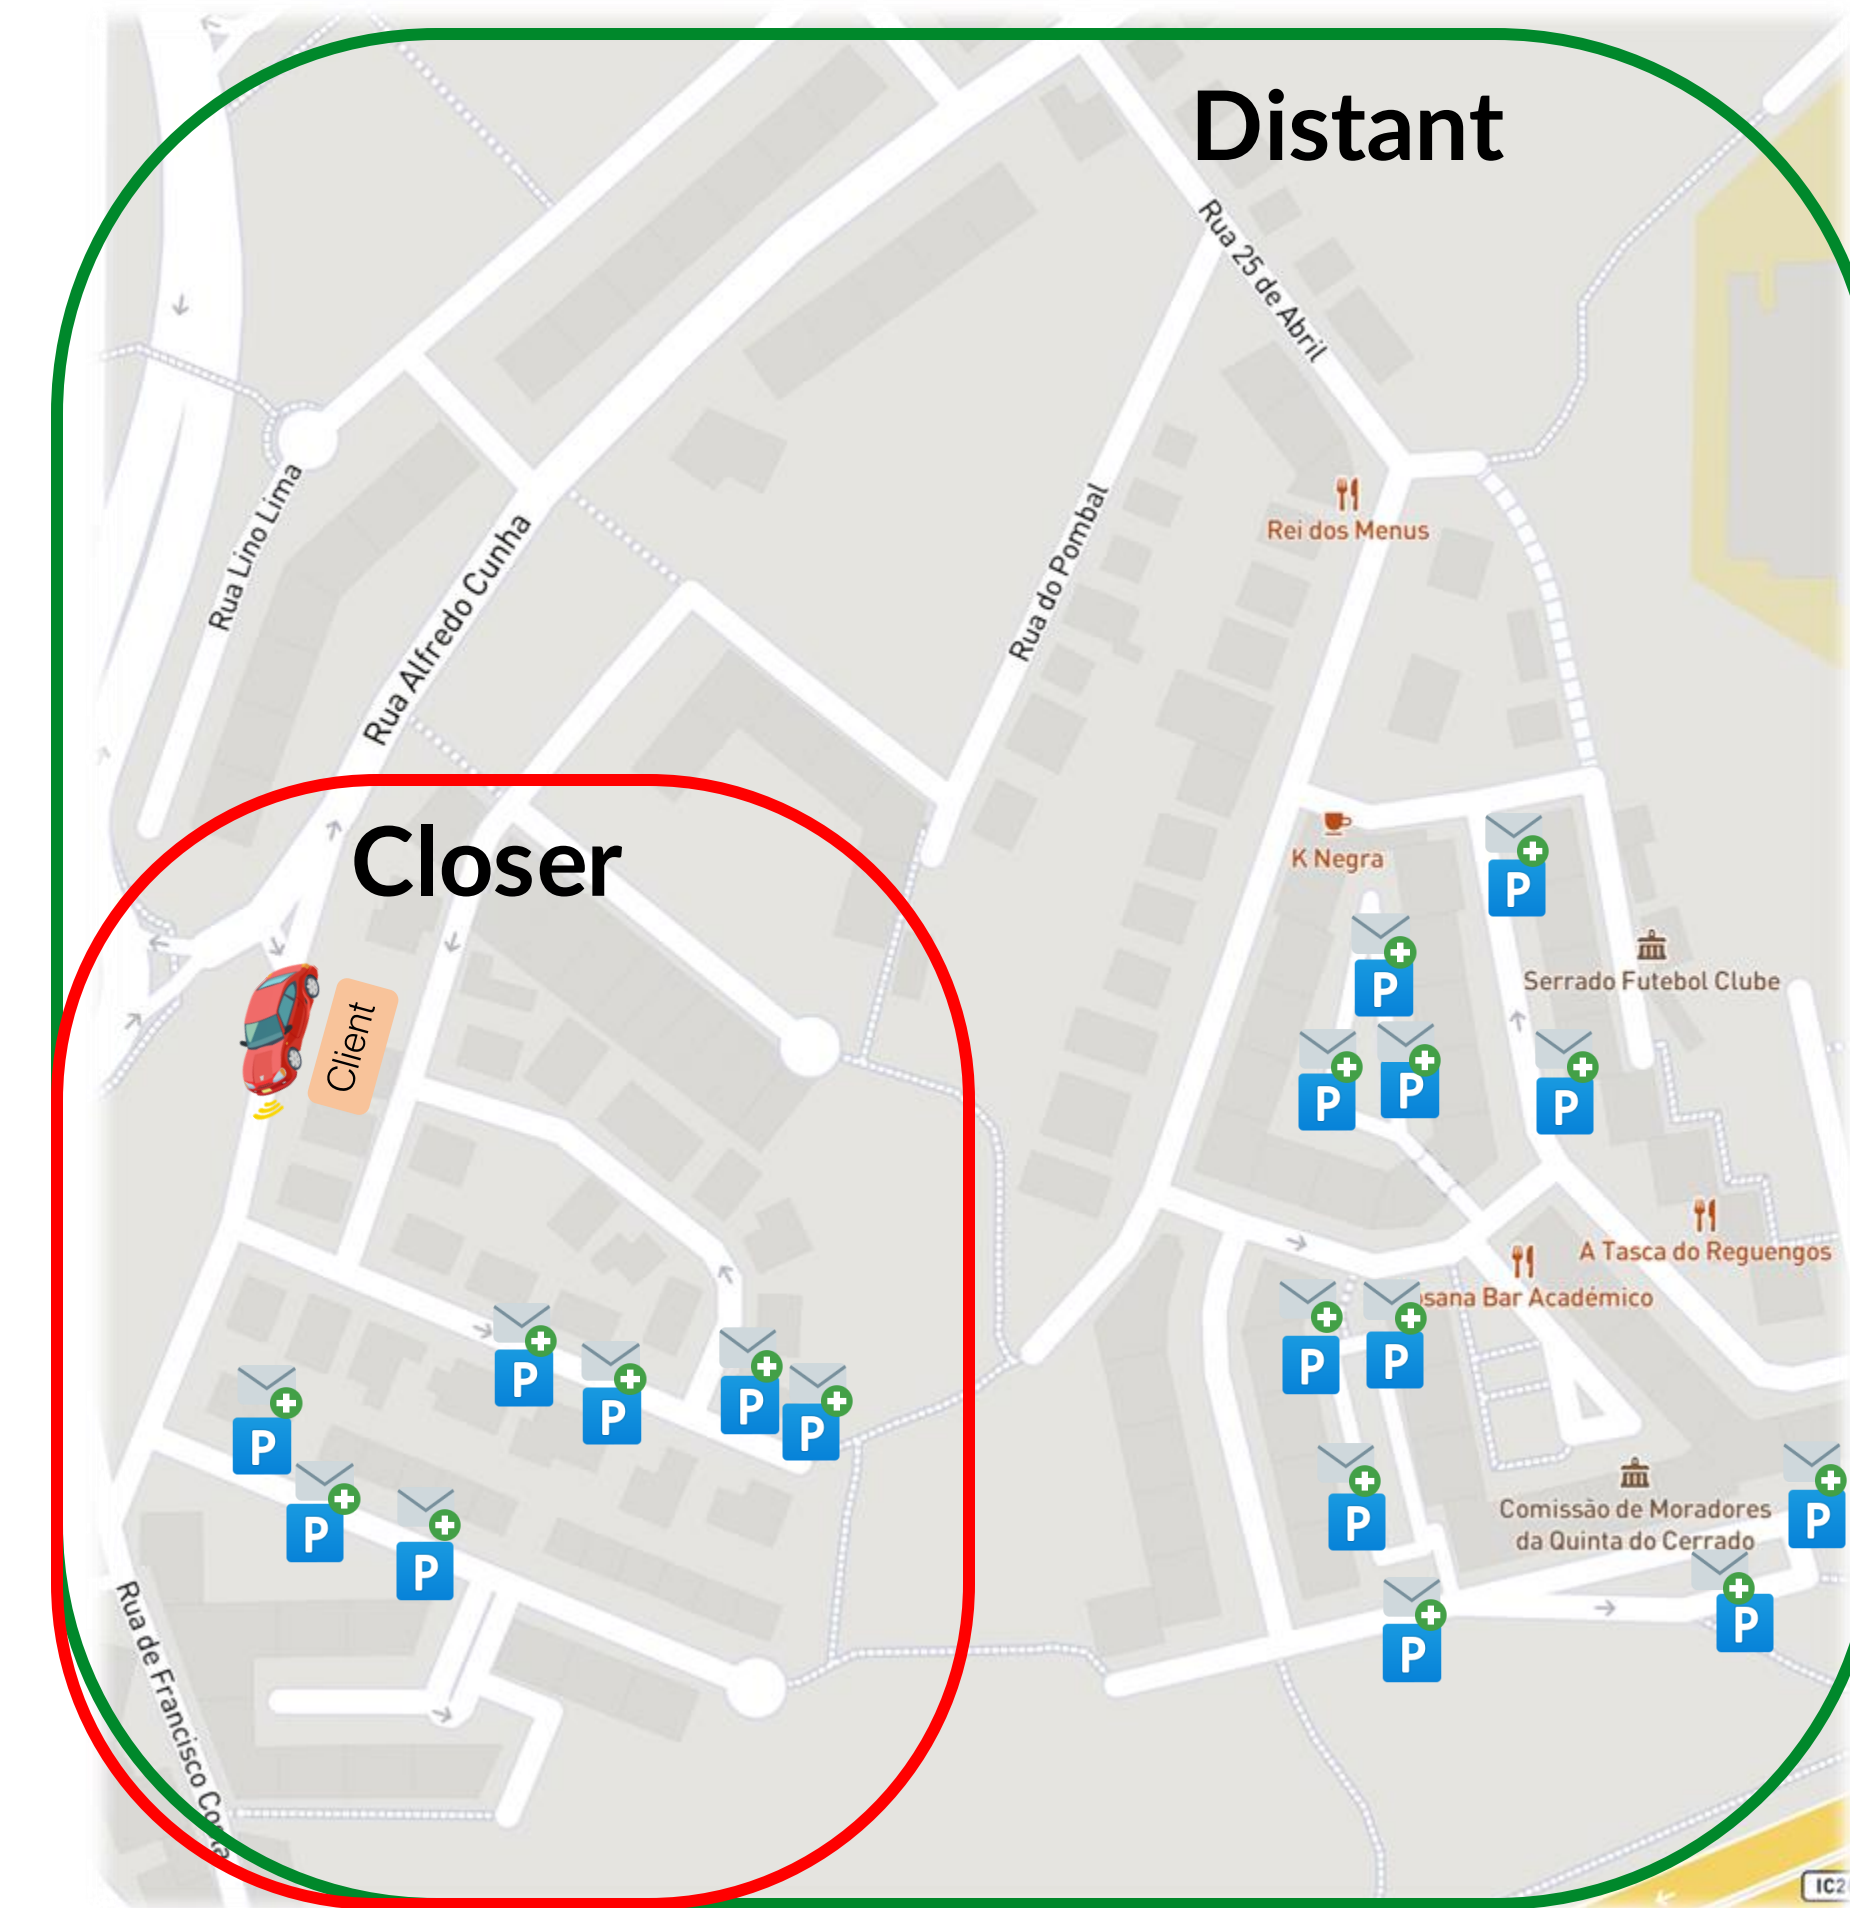 Distant
Rua 25 de Abril
Rua Lino Lima
Rua Alfredo Cunha
Rua do Pombal
Rei dos Menus
Closer
K Negra
P
Serrado Futebol Clube
P
Client
P
P
P
A Tasca do Reguengos
sana Bar Académico
P
P
P
P
P
P
P
Comissão de Moradores
da Quinta do Cerrado
P
P
P
P
P
P
Rua de Francisco Co
IC2